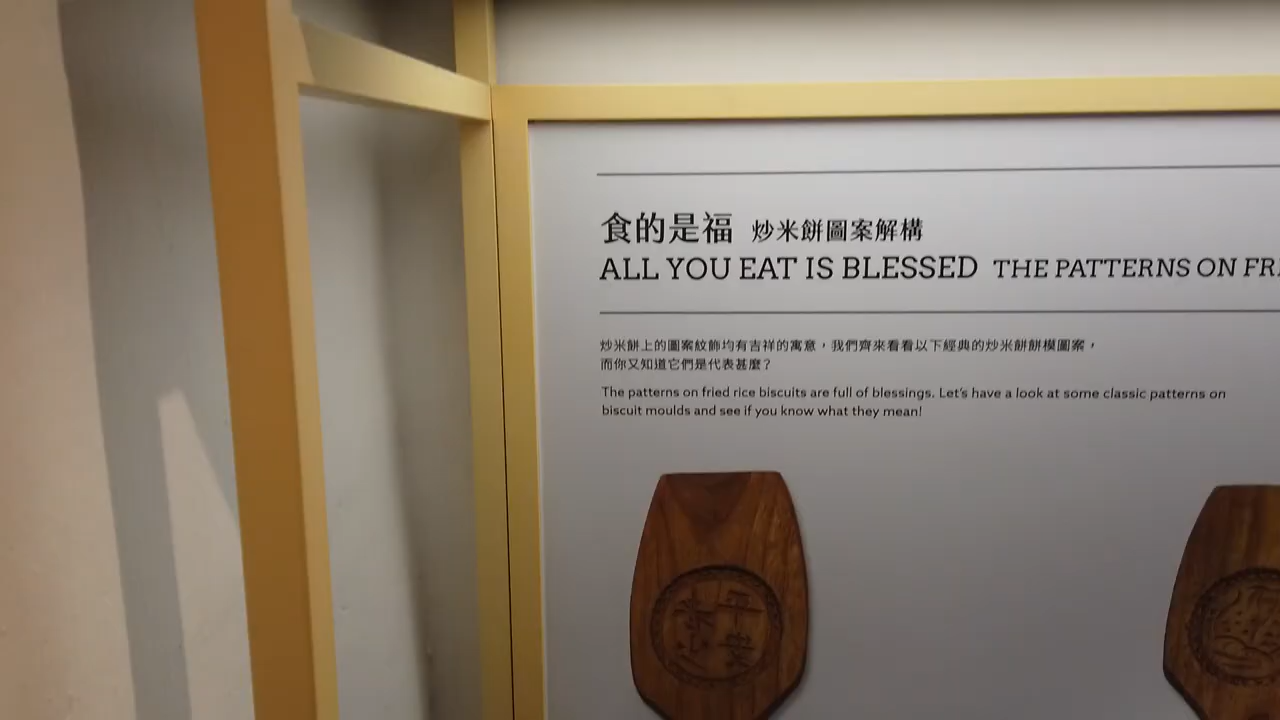 食的是福 炒米餅圖案解構
ALL YOU EAT IS BLESSED THE PATTERNS ON FR
炒米餅上的圖案紋飾均有吉祥的寓意，我們齊來看看以下經典的炒米餅餅模圖案，
而你又知道它們是代表甚麼？
The patterns on fried rice biscuits are full of blessings. Let's have a look at some classic patterns on
biscuit moulds and see if you know what they mean!
平安